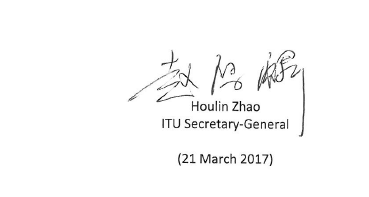 Houlin Zhao
ITU Secretary-General
(21 March 2017)